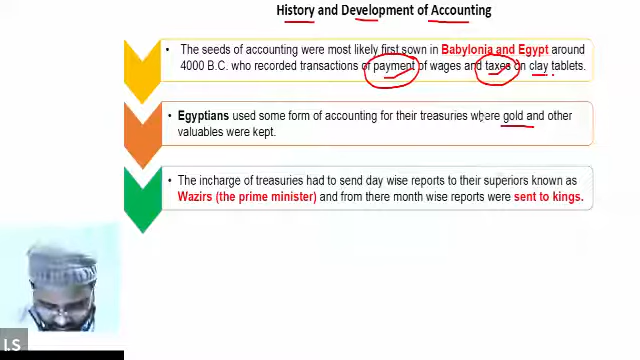 History and Development of Accounting
• The seeds of accounting were most likely first sown in Babylonia and Egypt around
4000 B.C. who recorded transactions of payment of wages and taxes on clay tablets.
• Egyptians used some form of accounting for their treasuries where gold and other
valuables were kept.
• The incharge of treasuries had to send day wise reports to their superiors known as
Wazirs (the prime minister) and from there month wise reports were sent to kings.
I.S